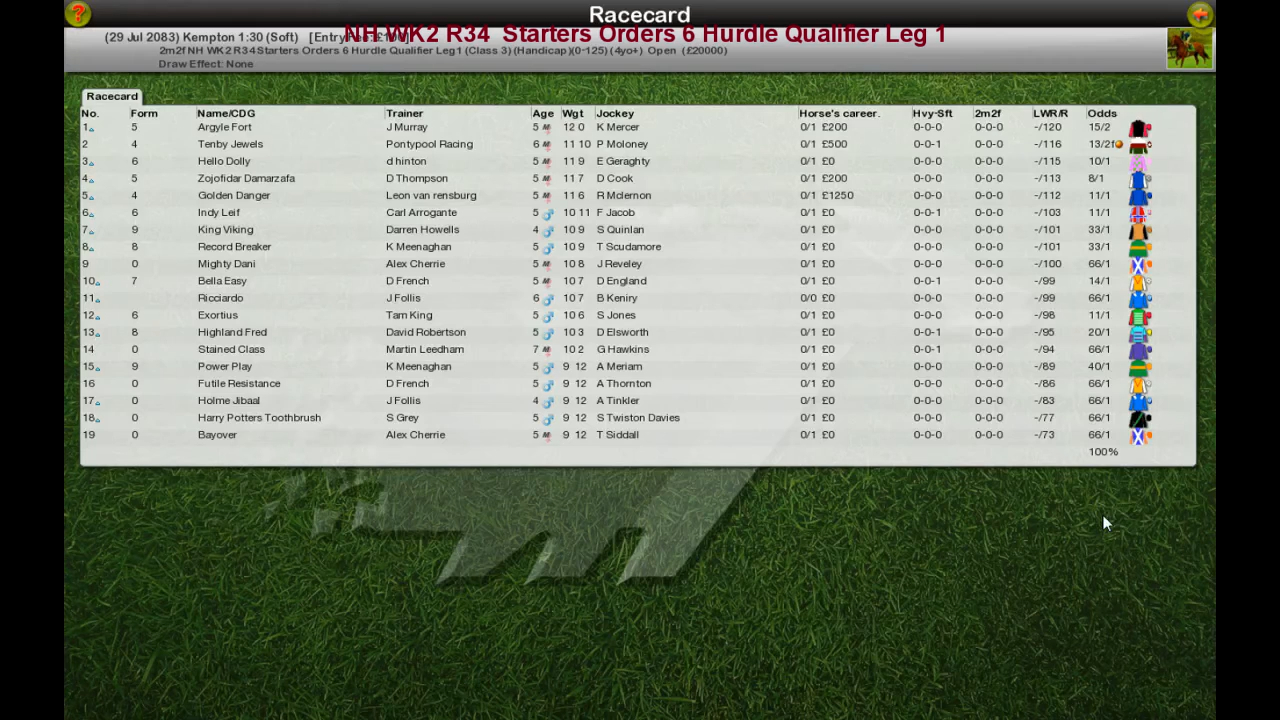 Racecard
NH WK2 R34 Starters Orders 6 Hurdle Qualifier Leg 1
(29 Jul 2083) Kempton 1:30 (Soft) [Entry
2m2f NH WK2 R34 Starters Orders 6 Hurdle Qualifier Leg 1 (Class 3) (Handicap)(0-125) (4yo+) Open (£20000)
Draw Effect: None
Racecard
No. Form Name/CDG Trainer Age Wgt Jockey Horse's career. Hvy-Sft 2m2f LWR/R Odds
1 5 Argyle Fort J Murray 5 12 0 K Mercer 0/1 £200 0-0-0 0-0-0 -/120 15/2
2 4 Tenby Jewels Pontypool Racing 6 11 10 P Moloney 0/1 £500 0-0-1 0-0-0 -/116 13/2f
3 6 Hello Dolly d hinton 5 11 9 E Geraghty 0/1 £0 0-0-0 0-0-0 -/115 10/1
4 5 Zojofidar Damarzafa D Thompson 5 11 7 D Cook 0/1 £200 0-0-0 0-0-0 -/113 8/1
5 4 Golden Danger Leon van rensburg 5 11 6 R Mclernon 0/1 £1250 0-0-0 0-0-0 -/112 11/1
6 6 Indy Leif Carl Arrogante 5 10 11 F Jacob 0/1 £0 0-0-1 0-0-0 -/103 11/1
7 9 King Viking Darren Howells 4 10 9 S Quinlan 0/1 £0 0-0-0 0-0-0 -/101 33/1
8 8 Record Breaker K Meenaghan 5 10 9 T Scudamore 0/1 £0 0-0-0 0-0-0 -/101 33/1
9 0 Mighty Dani Alex Cherrie 5 10 8 J Reveley 0/1 £0 0-0-0 0-0-0 -/100 66/1
10 7 Bella Easy D French 5 10 7 D England 0/1 £0 0-0-1 0-0-0 -/99 14/1
11 Ricciardo J Follis 6 10 7 B Keniry 0/0 £0 0-0-0 0-0-0 -/99 66/1
12 6 Exortius Tam King 5 10 6 S Jones 0/1 £0 0-0-0 0-0-0 -/98 11/1
13 8 Highland Fred David Robertson 5 10 3 D Elsworth 0/1 £0 0-0-1 0-0-0 -/95 20/1
14 0 Stained Class Martin Leedham 7 10 2 G Hawkins 0/1 £0 0-0-1 0-0-0 -/94 66/1
15 9 Power Play K Meenaghan 5 9 12 A Meriam 0/1 £0 0-0-0 0-0-0 -/89 40/1
16 0 Futile Resistance D French 5 9 12 A Thornton 0/1 £0 0-0-0 0-0-0 -/86 66/1
17 0 Holme Jibaal J Follis 4 9 12 A Tinkler 0/1 £0 0-0-0 0-0-0 -/83 66/1
18 0 Harry Potters Toothbrush S Grey 5 9 12 S Twiston Davies 0/1 £0 0-0-0 0-0-0 -/77 66/1
19 0 Bayover Alex Cherrie 5 9 12 T Siddall 0/1 £0 0-0-0 0-0-0 -/73 66/1
100%